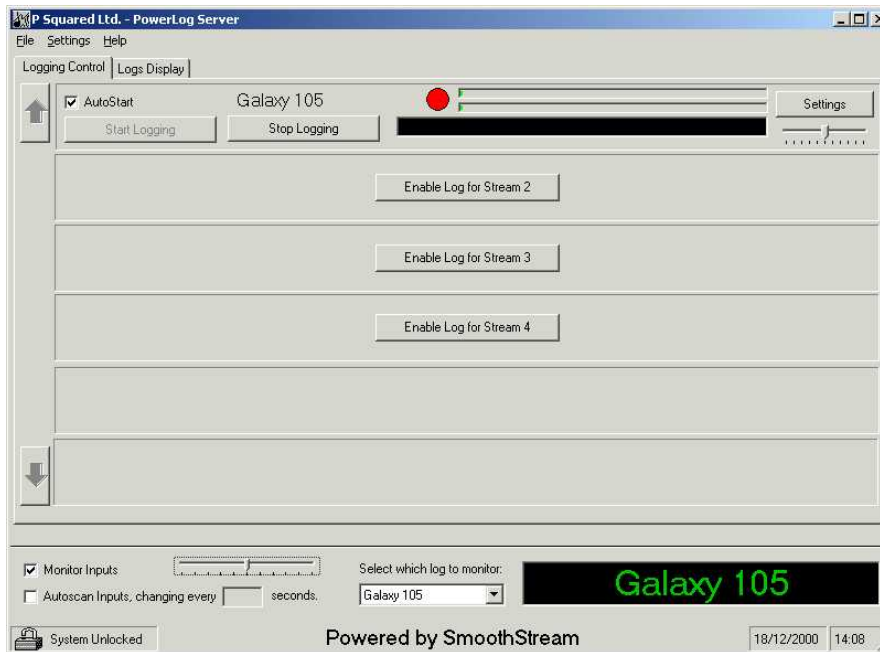 P Squared Ltd. - PowerLog Server
File Settings Help
Logging Control Logs Display
AutoStart Galaxy 105 Settings
Start Logging Stop Logging
Enable Log for Stream 2
Enable Log for Stream 3
Enable Log for Stream 4
Monitor Inputs Select which log to monitor:
Autoscan Inputs, changing every seconds. Galaxy 105
Galaxy 105
System Unlocked Powered by SmoothStream 18/12/2000 14:08